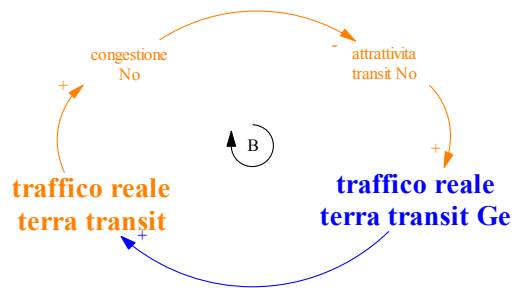 congestione
No
-
attrattivita
transit No
+
+
B
traffico reale
terra transit
traffico reale
terra transit Ge
+